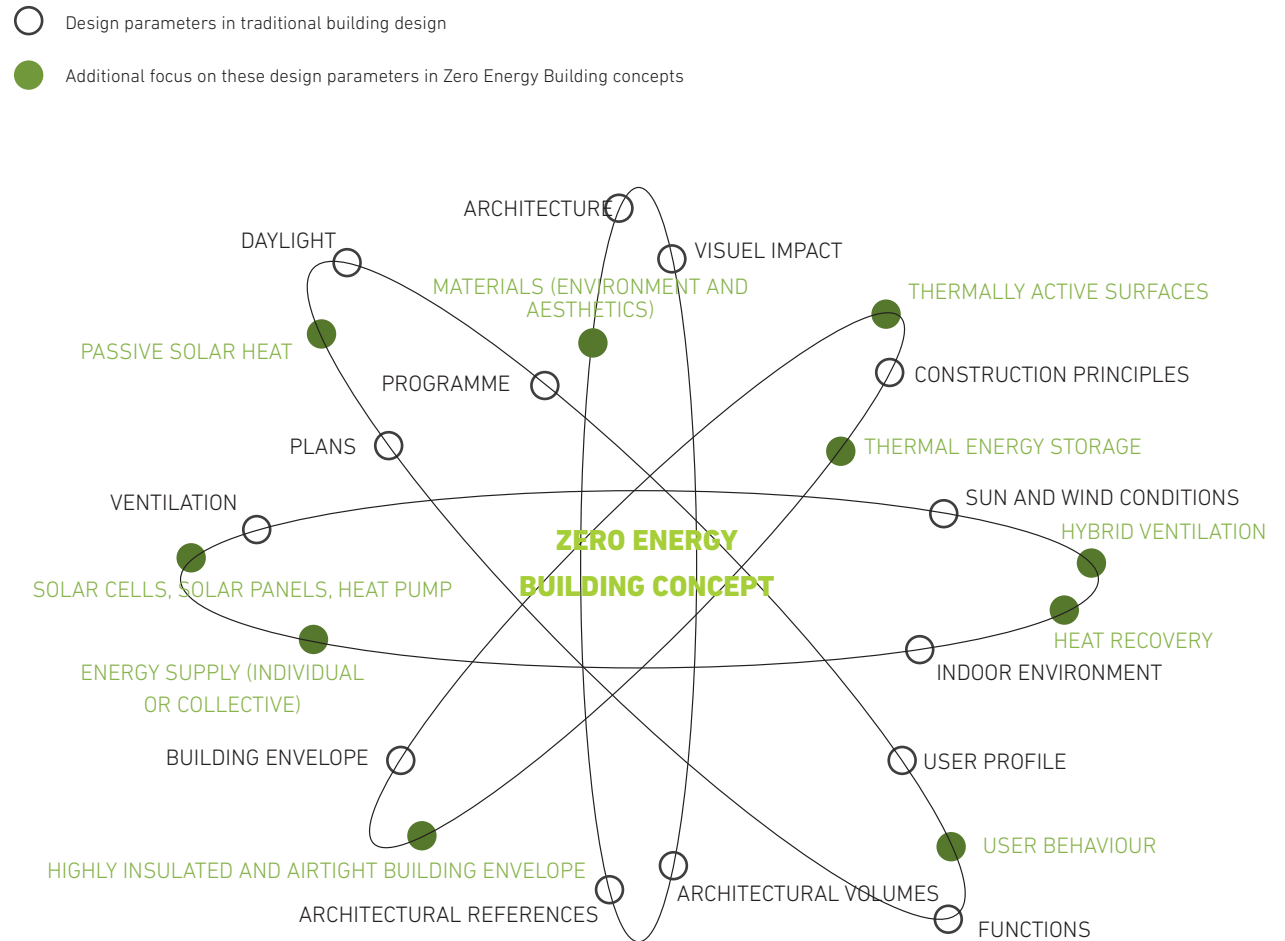 Design parameters in traditional building design
Additional focus on these design parameters in Zero Energy Building concepts
ARCHITECTURE
DAYLIGHT
VISUEL IMPACT
MATERIALS (ENVIRONMENT AND
AESTHETICS)
THERMALLY ACTIVE SURFACES
PASSIVE SOLAR HEAT
PROGRAMME
CONSTRUCTION PRINCIPLES
PLANS
THERMAL ENERGY STORAGE
VENTILATION
SUN AND WIND CONDITIONS
HYBRID VENTILATION
ZERO ENERGY
BUILDING CONCEPT
SOLAR CELLS, SOLAR PANELS, HEAT PUMP
HEAT RECOVERY
ENERGY SUPPLY (INDIVIDUAL
OR COLLECTIVE)
INDOOR ENVIRONMENT
BUILDING ENVELOPE
USER PROFILE
USER BEHAVIOUR
HIGHLY INSULATED AND AIRTIGHT BUILDING ENVELOPE
ARCHITECTURAL VOLUMES
ARCHITECTURAL REFERENCES
FUNCTIONS